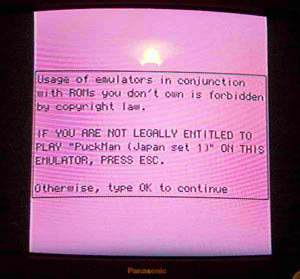 Usage of emulators in conjunction
with ROMs you don't own is forbidden
by copyright law.
IF YOU ARE NOT LEGALLY ENTITLED TO
PLAY "PuckMan (Japan set 1)" ON THIS
EMULATOR, PRESS ESC.
Otherwise, type OK to continue
Panasonic